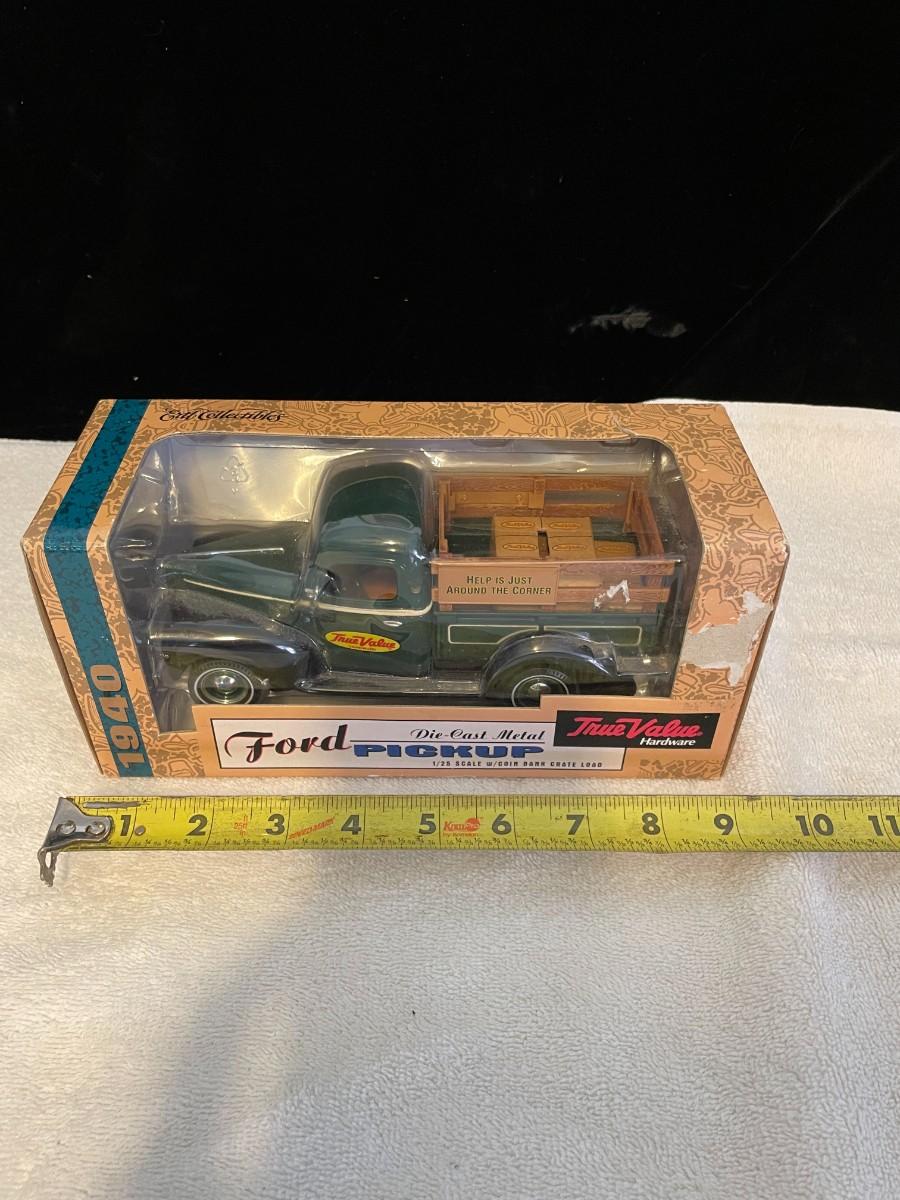 Ertl Collectibles
1940
HELP IS JUST
AROUND THE CORNER
True Value
Ford
Die-Cast Metal
PICKUP
1/25 SCALE W/COIN BANK CRATE LOAD
True Value
Hardware
1 2 3 4 5 6 7 8 9 10 11
Komelon